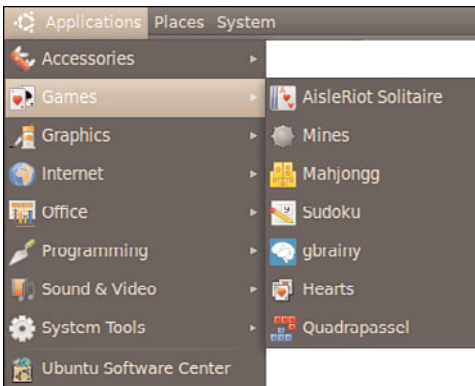 Applications Places System
Accessories
Games
Graphics
Internet
Office
Programming
Sound & Video
System Tools
Ubuntu Software Center
AisleRiot Solitaire
Mines
Mahjongg
Sudoku
gbrainy
Hearts
Quadrapassel